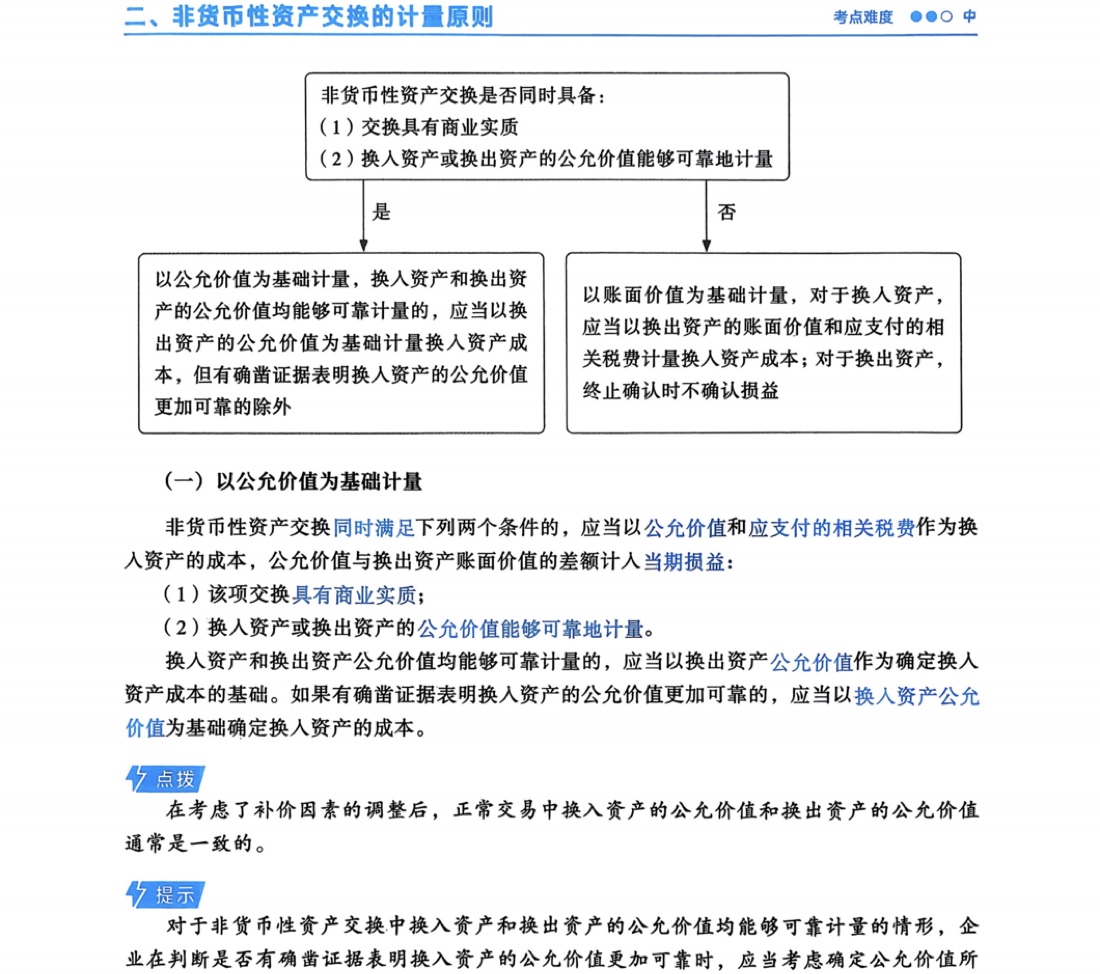 二、非货币性资产交换的计量原则
考点难度 中
非货币性资产交换是否同时具备：
（1）交换具有商业实质
（2）换入资产或换出资产的公允价值能够可靠地计量
是
否
以公允价值为基础计量，换入资产和换出资
产的公允价值均能够可靠计量的，应当以换
出资产的公允价值为基础计量换入资产成
本，但有确凿证据表明换入资产的公允价值
更加可靠的除外
以账面价值为基础计量，对于换入资产，
应当以换出资产的账面价值和应支付的相
关税费计量换入资产成本；对于换出资产，
终止确认时不确认损益
（一）以公允价值为基础计量
非货币性资产交换同时满足下列两个条件的，应当以公允价值和应支付的相关税费作为换
入资产的成本，公允价值与换出资产账面价值的差额计入当期损益：
（1）该项交换具有商业实质；
（2）换入资产或换出资产的公允价值能够可靠地计量。
换入资产和换出资产公允价值均能够可靠计量的，应当以换出资产公允价值作为确定换入
资产成本的基础。如果有确凿证据表明换入资产的公允价值更加可靠的，应当以换入资产公允
价值为基础确定换入资产的成本。
点拨
在考虑了补价因素的调整后，正常交易中换入资产的公允价值和换出资产的公允价值
通常是一致的。
提示
对于非货币性资产交换中换入资产和换出资产的公允价值均能够可靠计量的情形，企
业在判断是否有确凿证据表明换入资产的公允价值更加可靠时，应当考虑确定公允价值所